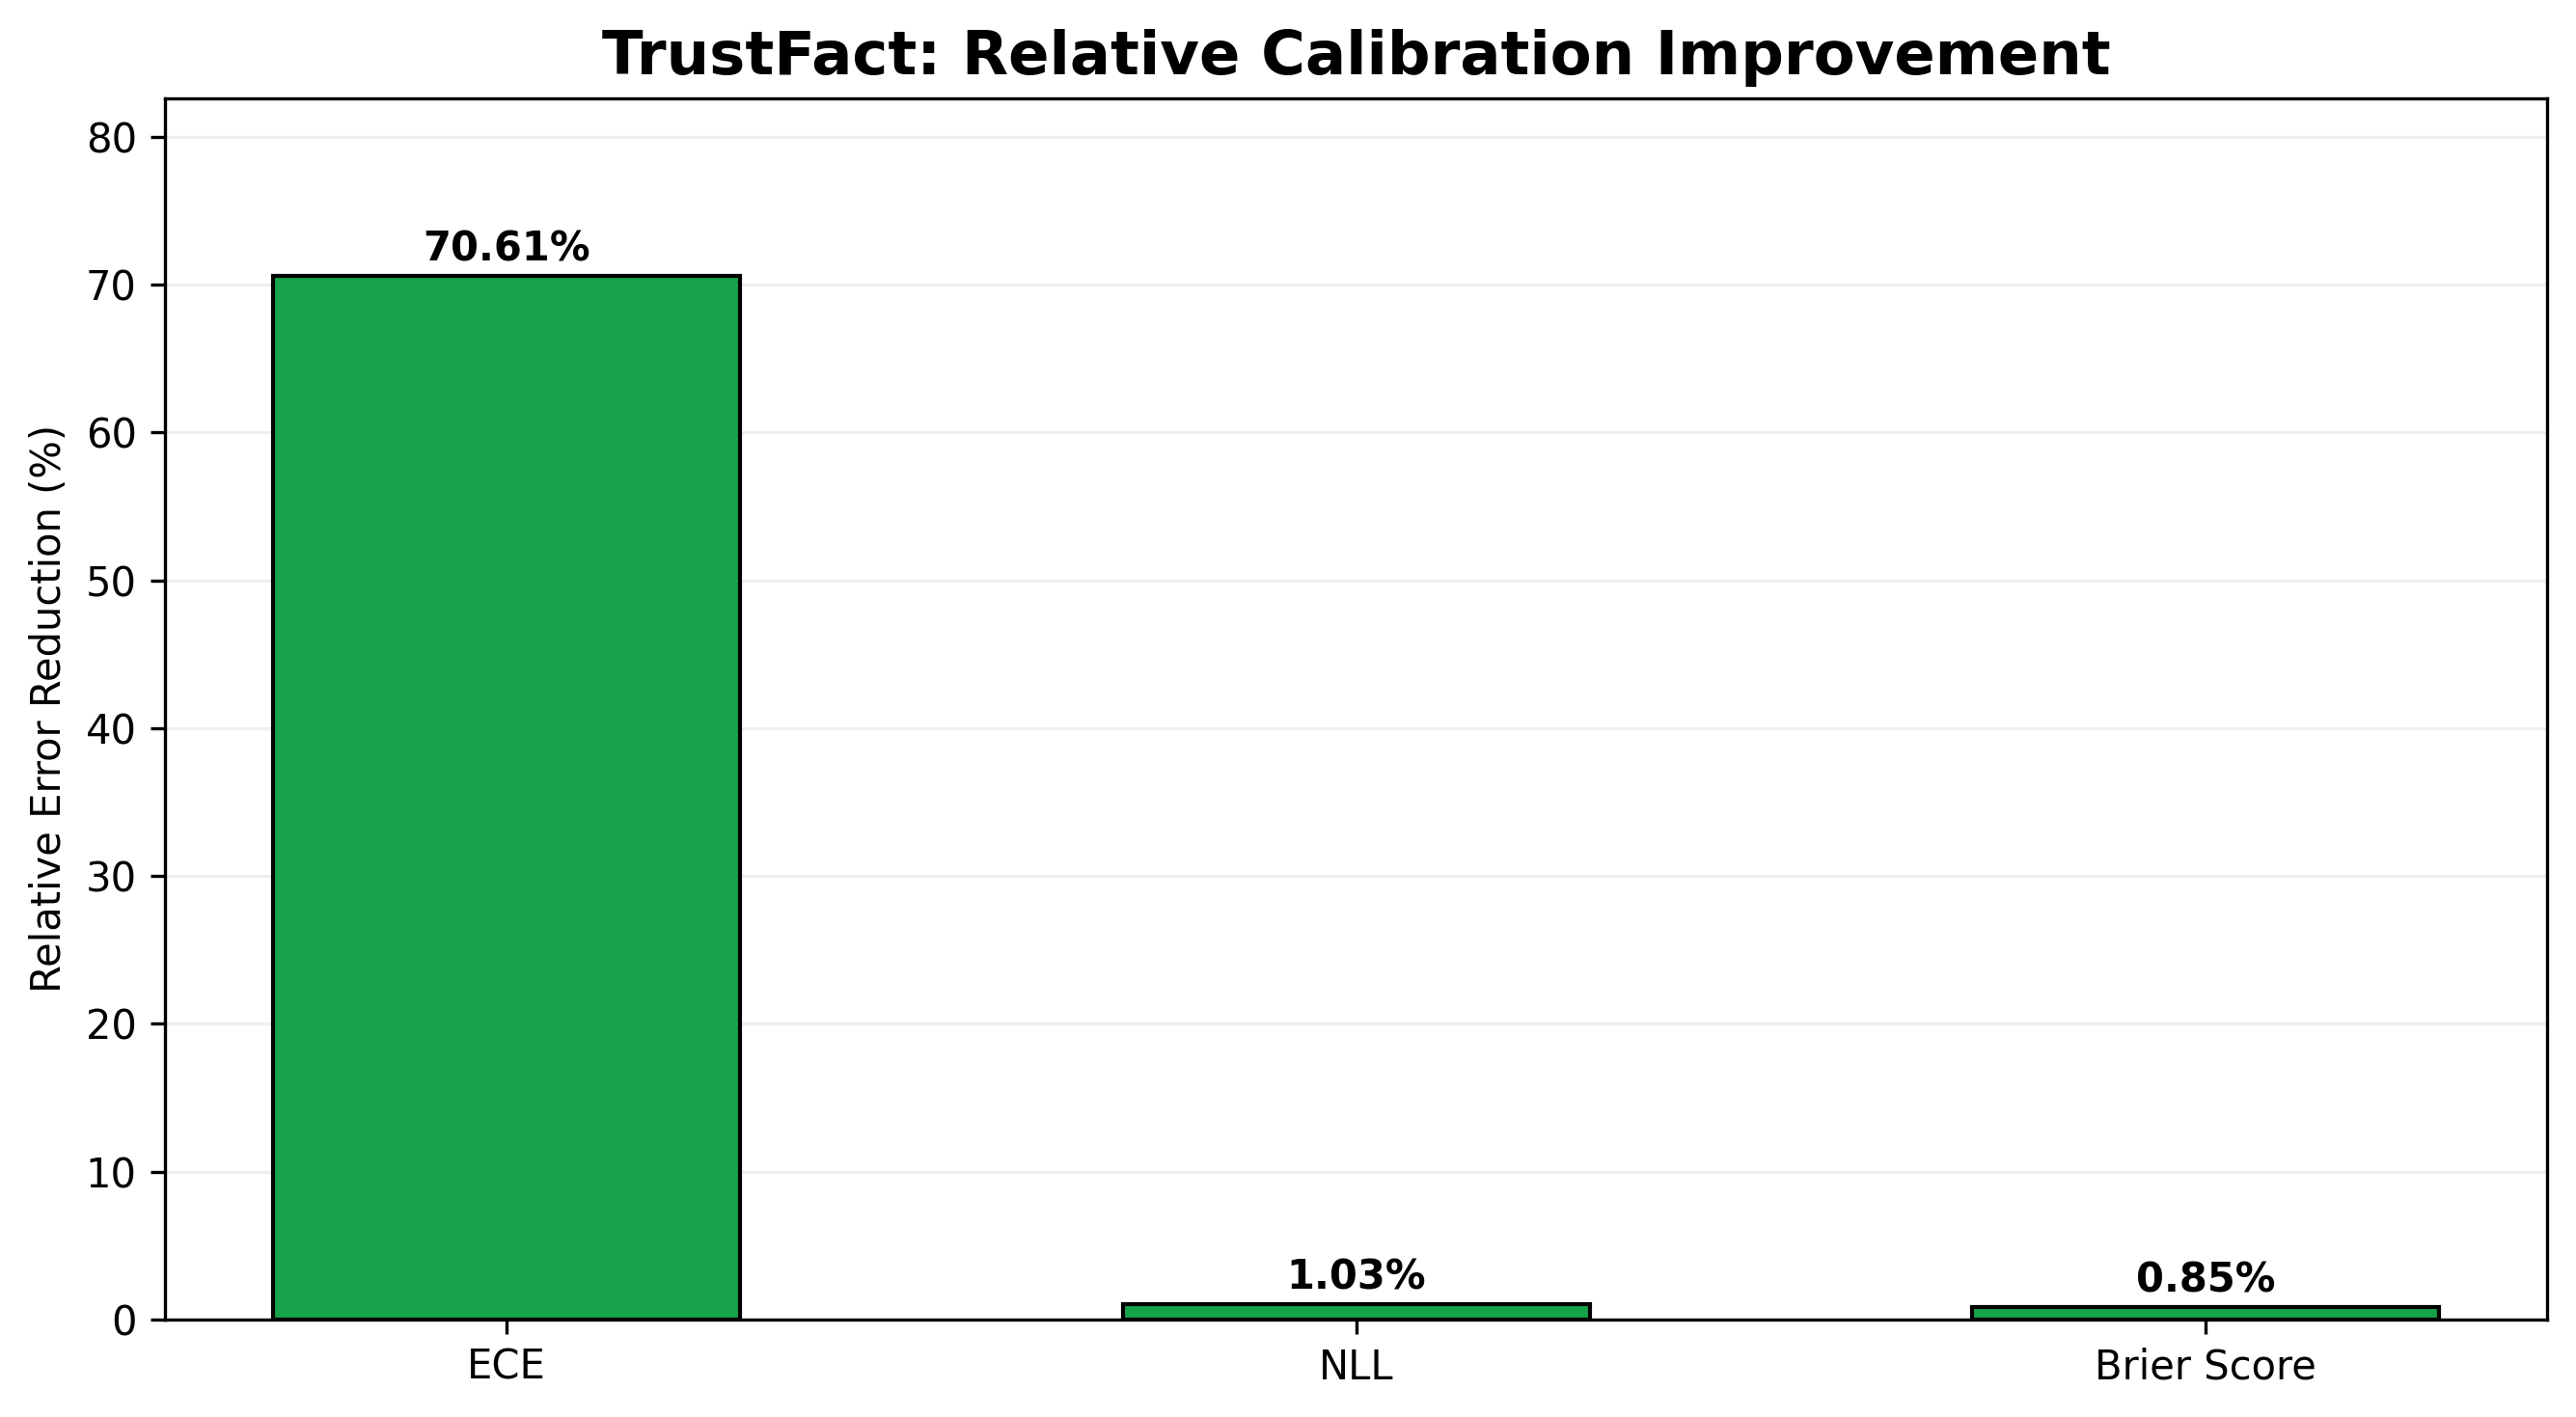 TrustFact: Relative Calibration Improvement
Relative Error Reduction (%)
80
70
60
50
40
30
20
10
0
70.61%
1.03%
0.85%
ECE
NLL
Brier Score